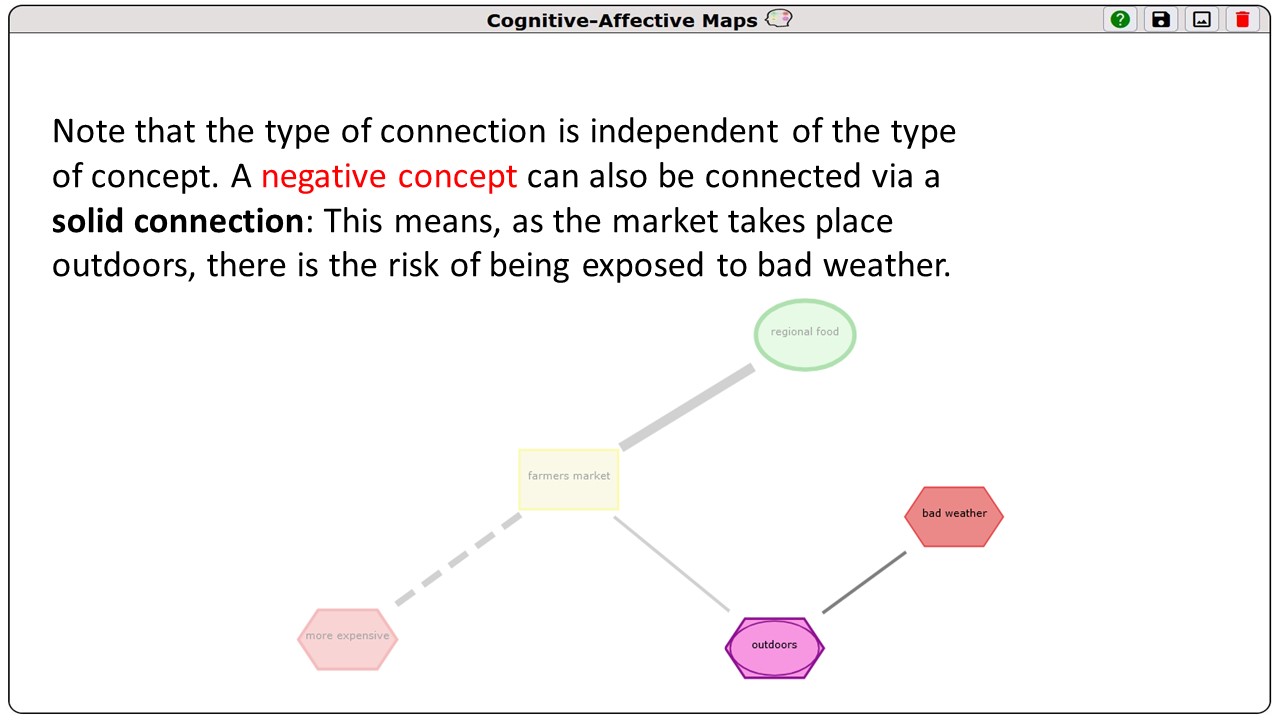 Cognitive-Affective Maps
Note that the type of connection is independent of the type
of concept. A negative concept can also be connected via a
solid connection: This means, as the market takes place
outdoors, there is the risk of being exposed to bad weather.
regional food
farmers market
bad weather
more expensive
outdoors